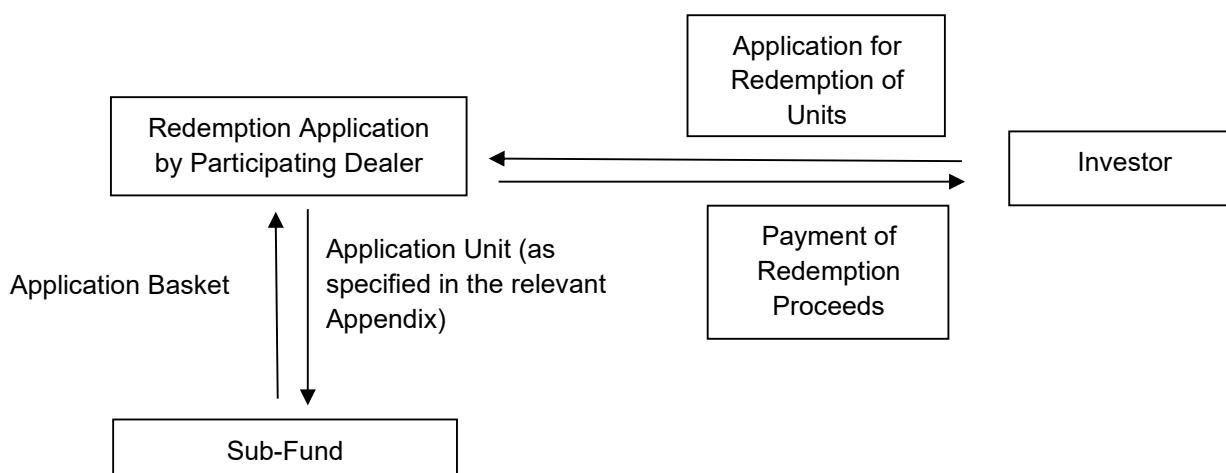 Application for
Redemption of
Units
Redemption Application
by Participating Dealer
Investor
Payment of
Redemption
Proceeds
Application Basket
Application Unit (as
specified in the relevant
Appendix)
Sub-Fund